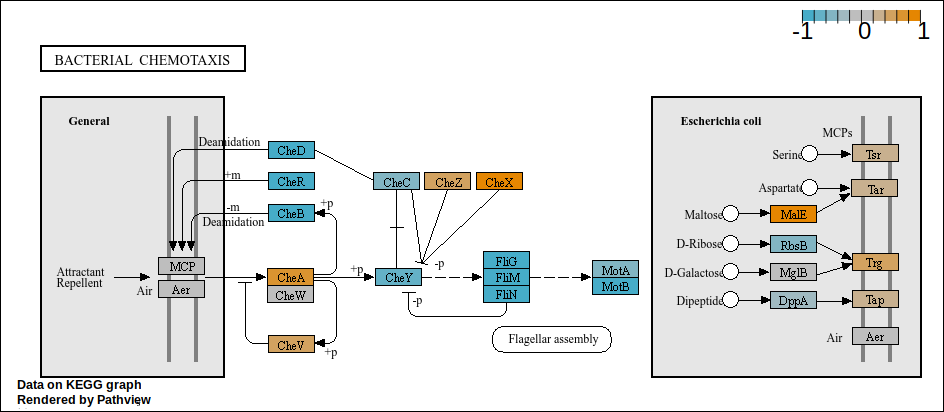 -1 0 1
BACTERIAL CHEMOTAXIS
General
Escherichia coli
MCPs
Deamidation
CheD
+m
CheR
-m
CheB
+p
Deamidation
CheC
CheZ
CheX
Serine
Tsr
Aspartate
Tar
Maltose
MalE
D-Ribose
RbsB
D-Galactose
MglB
Trg
Dipeptide
DppA
Tap
Air
Aer
Attractant
Repellent
MCP
Air
Aer
CheA
CheW
CheV
+p
+p
CheY
-p
-p
FliG
FliM
FliN
MotA
MotB
Flagellar assembly
Data on KEGG graph
Rendered by Pathview